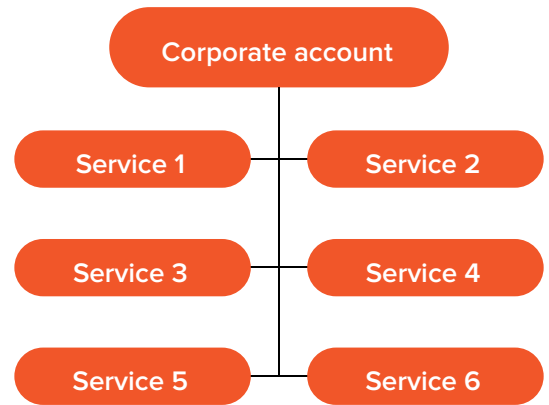 Corporate account
Service 1
Service 2
Service 3
Service 4
Service 5
Service 6